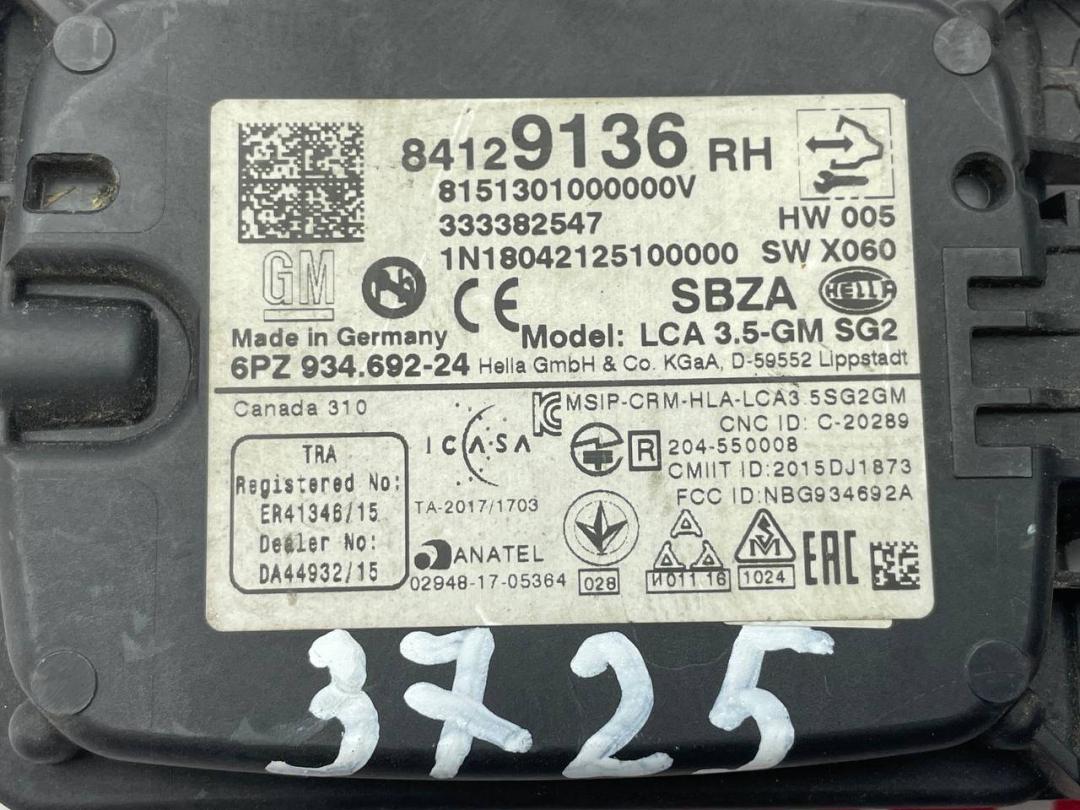 84129136 RH
8151301000000V
333382547
HW 005
1N18042125100000 SW X060
GM
CE
SBZA
HELLA
Made in Germany
Model: LCA 3.5-GM SG2
6PZ 934.692-24 Hella GmbH & Co. KGaA, D-59552 Lippstadt
Canada 310
TRA
Registered No:
ER41346/15
Dealer No:
DA44932/15
ICASA
TA-2017/1703
ANATEL
02948-17-05364
MSIP-CRM-HLA-LCA3.5SG2GM
CNC ID: C-20289
R 204-550008
CMIIT ID:2015DJ1873
FCC ID:NBG934692A
028
И011 16
1024
EAC
3725